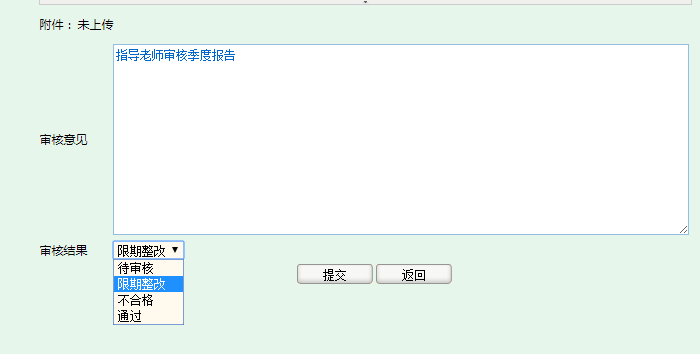 附件： 未上传
指导老师审核季度报告
审核意见
审核结果
限期整改
待审核
限期整改
不合格
通过
提交
返回